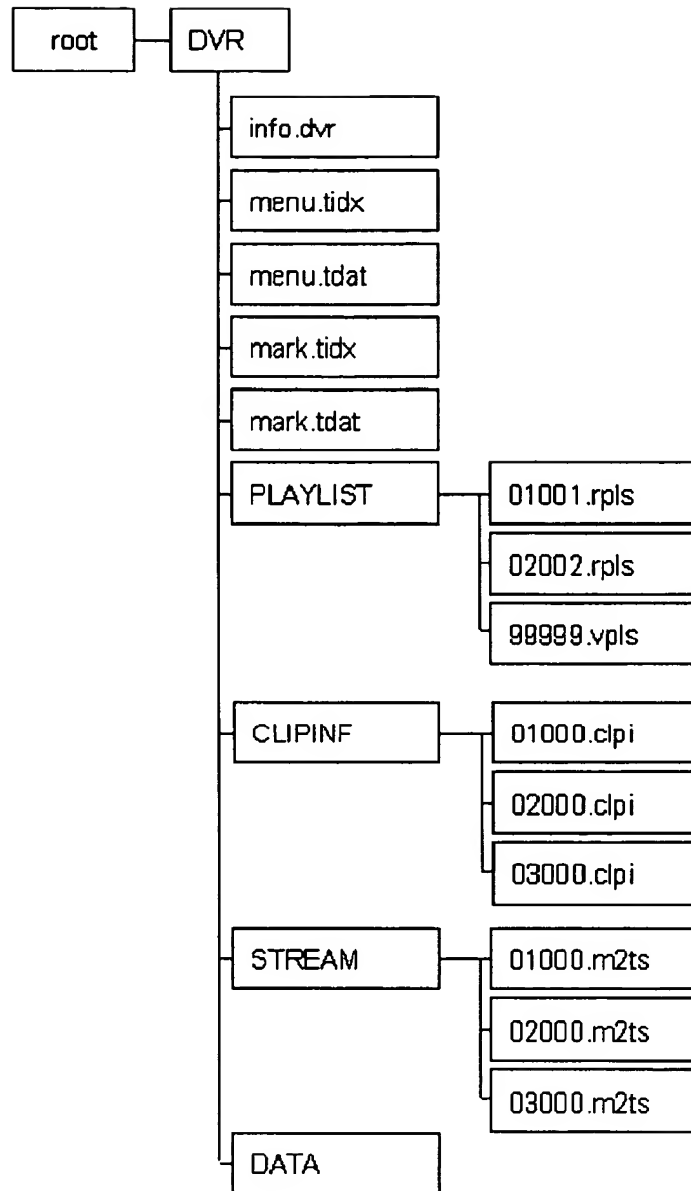 root DVR
info.dvr
menu.tidx
menu.tdat
mark.tidx
mark.tdat
PLAYLIST 01001.rpls
02002.rpls
99999.vpls
CLIPINF 01000.clpi
02000.clpi
03000.clpi
STREAM 01000.m2ts
02000.m2ts
03000.m2ts
DATA